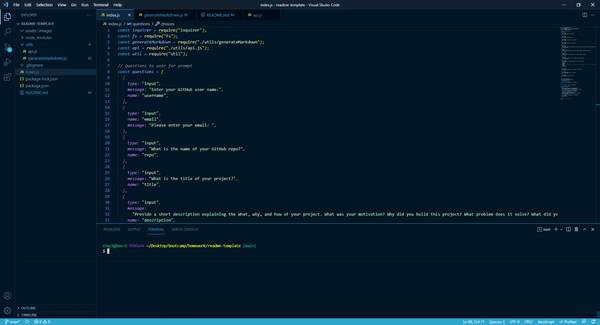 File Edit Selection View Go Run Terminal Help
index.js - readme-template - Visual Studio Code
EXPLORER
README-TEMPLATE
assets \ images
node_modules
utils
api.js
generateMarkdown.js M
.gitignore
index.js
package-lock.json
package.json
README.md M
OUTLINE
TIMELINE
index.js generateMarkdown.js M README.md M api.js
index.js > questions > choices
1 const inquirer = require("inquirer");
2 const fs = require("fs");
3 const generateMarkdown = require("./utils/generateMarkdown");
4 const api = require("./utils/api.js");
5 const util = require("util");
6
7 // Questions to user for prompt
8 const questions = [
9 {
10 type: "input",
11 message: "Enter your GitHub user name:",
12 name: "username",
13 },
14 {
15 type: "input",
16 name: "email",
17 message: "Please enter your email: ",
18 },
19 {
20 type: "input",
21 message: "What is the name of your GitHub repo?",
22 name: "repo",
23 },
24 {
25 type: "input",
26 message: "What is the title of your project?",
27 name: "title",
28 },
29 {
30 type: "input",
31 message:
32 "Provide a short description explaining the what, why, and how of your project. What was your motivation? Why did you build this project? What problem does it solve? What did yo
33 name: "description",
PROBLEMS OUTPUT TERMINAL DEBUG CONSOLE
bash
~/Desktop/bootcamp/homework/readme-template (main)
$
main* 0 0
Spaces: 2 UTF-8 CRLF JavaScript Prettier